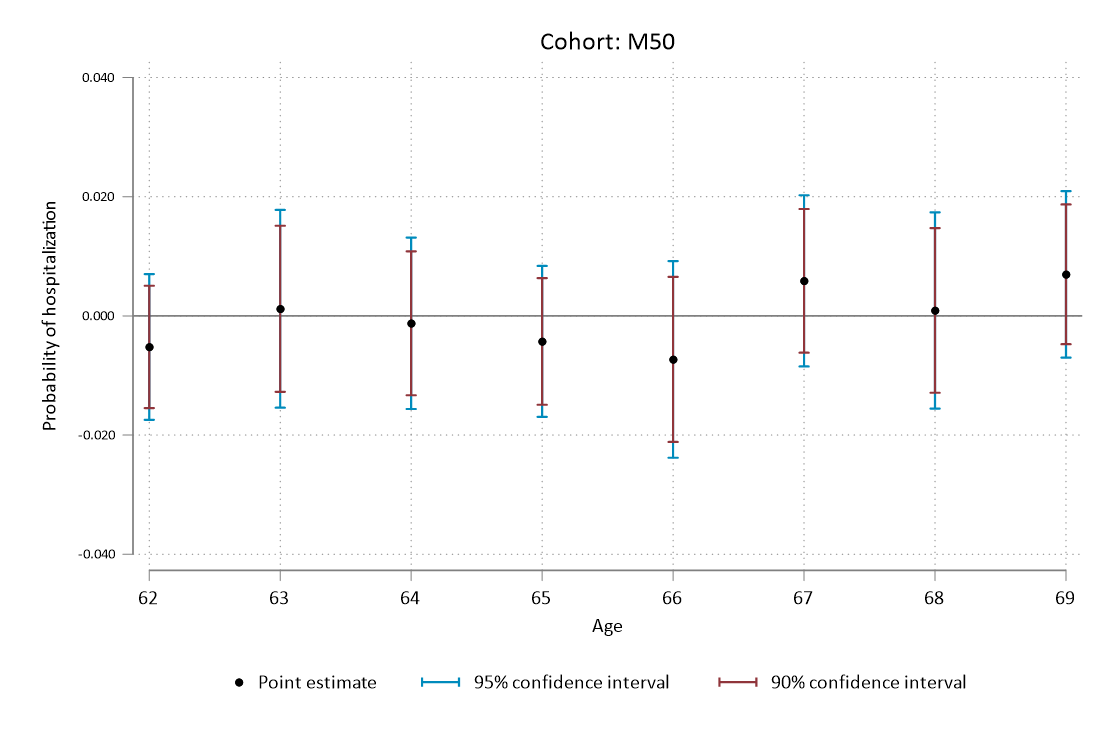 Cohort: M50
Probability of hospitalization
0.040
0.020
0.000
-0.020
-0.040
62 63 64 65 66 67 68 69
Age
Point estimate 95% confidence interval 90% confidence interval